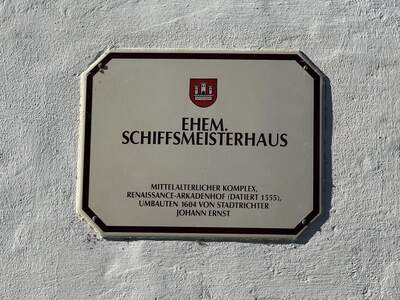 EHEM.
SCHIFFSMEISTERHAUS
MITTELALTERLICHER KOMPLEX,
RENAISSANCE-ARKADENHOF (DATIERT 1555),
UMBAUTEN 1604 VON STADTRICHTER
JOHANN ERNST